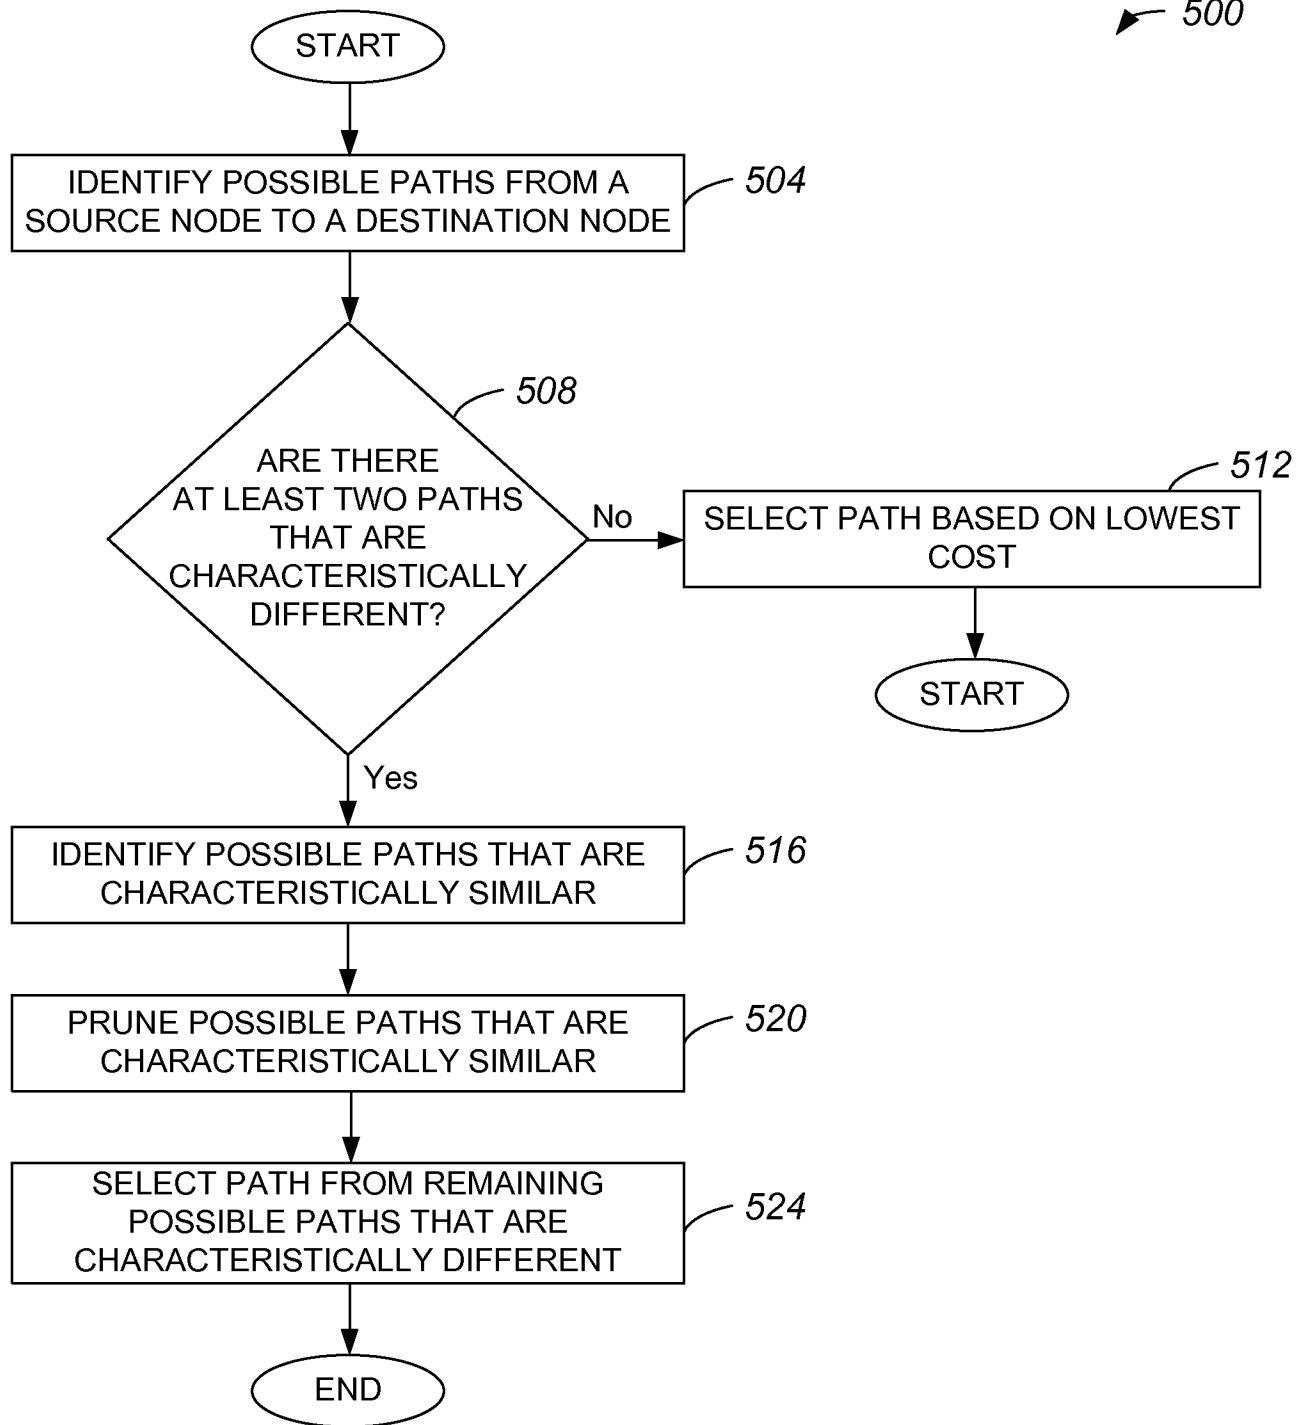 500
START
IDENTIFY POSSIBLE PATHS FROM A
SOURCE NODE TO A DESTINATION NODE
504
508
ARE THERE
AT LEAST TWO PATHS
THAT ARE
CHARACTERISTICALLY
DIFFERENT?
No
512
SELECT PATH BASED ON LOWEST
COST
START
Yes
IDENTIFY POSSIBLE PATHS THAT ARE
CHARACTERISTICALLY SIMILAR
516
PRUNE POSSIBLE PATHS THAT ARE
CHARACTERISTICALLY SIMILAR
520
SELECT PATH FROM REMAINING
POSSIBLE PATHS THAT ARE
CHARACTERISTICALLY DIFFERENT
524
END